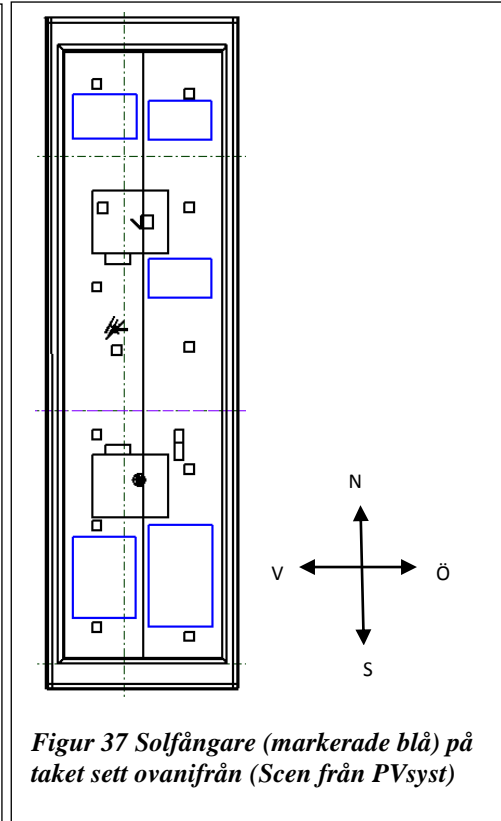 N
V
Ö
S
Figur 37 Solfångare (markerade blå) på
taket sett ovanifrån (Scen från PVsyst)